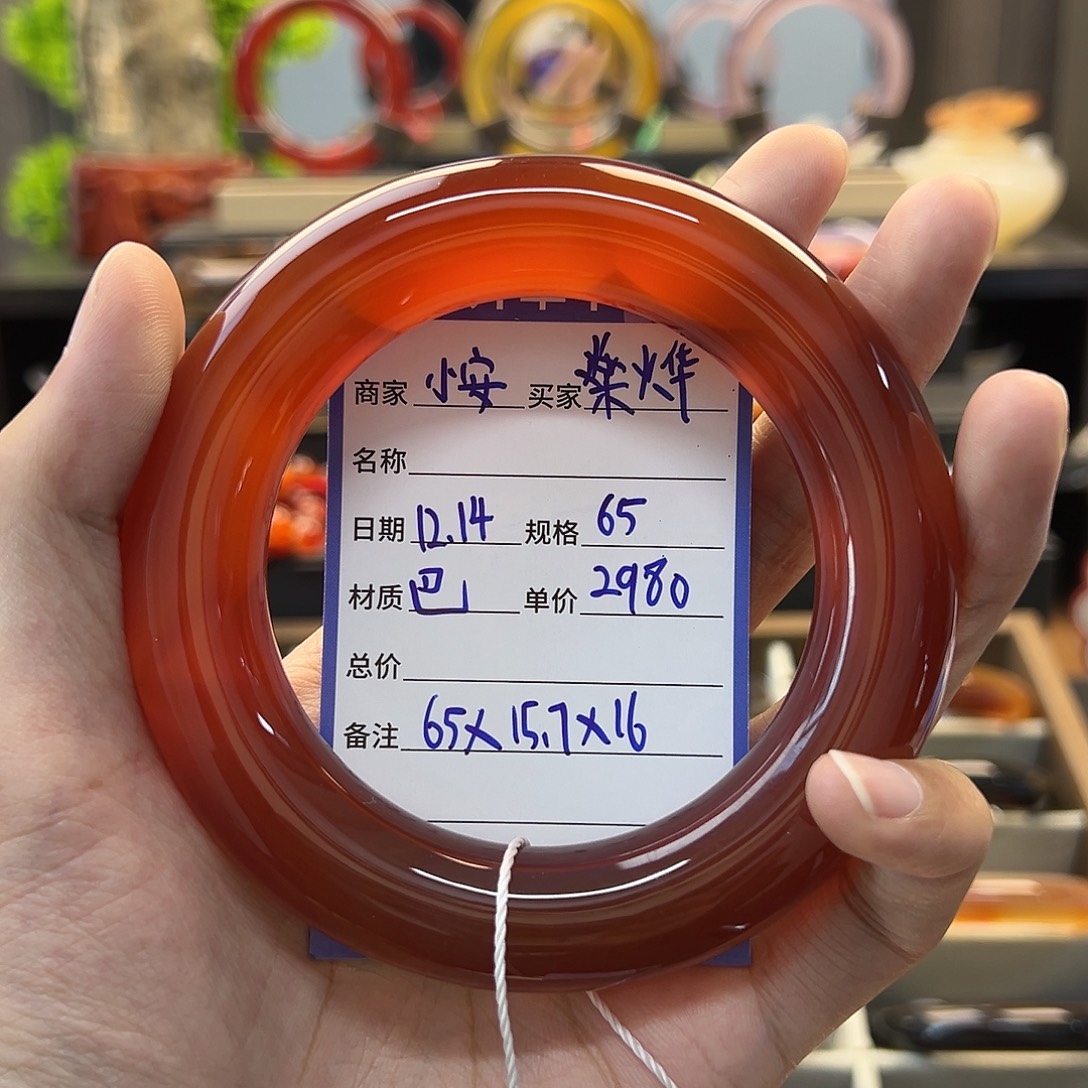 商家 小安 买家 柴烨
名称
日期 12.14 规格 65
材质 巴 单价 2980
总价
备注 65x15.7x16